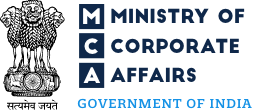 MINISTRY OF
CORPORATE
AFFAIRS
सत्यमेव जयते
GOVERNMENT OF INDIA